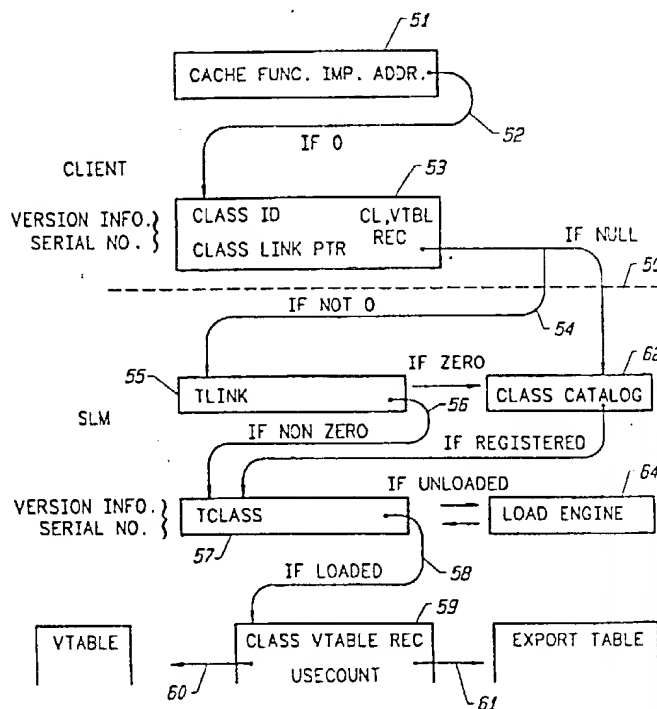 51
CACHE FUNC. IMP. ADDR.
52
IF 0
CLIENT
53
VERSION INFO.
SERIAL NO.
CLASS ID
CL,VTBL
REC
CLASS LINK PTR
IF NULL
IF NOT 0
54
62
55
TLINK
IF ZERO
CLASS CATALOG
56
SLM
IF NON ZERO
IF REGISTERED
64
IF UNLOADED
VERSION INFO.
SERIAL NO.
TCLASS
LOAD ENGINE
57
58
IF LOADED
59
VTABLE
CLASS VTABLE REC
EXPORT TABLE
USECOUNT
60
61